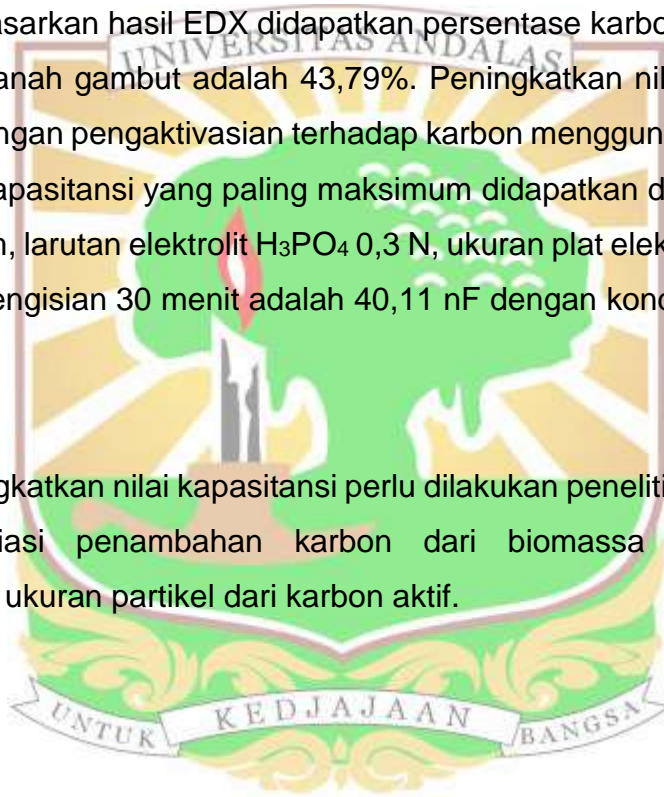 asarkan hasil EDX didapatkan persentase karbo
UNIVERSITAS ANDALAS
anah gambut adalah 43,79%. Peningkatkan nil
ngan pengaktivasian terhadap karbon menggun
apasitansi yang paling maksimum didapatkan d
n, larutan elektrolit H₃PO₄ 0,3 N, ukuran plat elek
engisian 30 menit adalah 40,11 nF dengan kond
gkatkan nilai kapasitansi perlu dilakukan peneliti
iasi penambahan karbon dari biomassa
ukuran partikel dari karbon aktif.
UNTUK KEDJAJAAN BANGSA